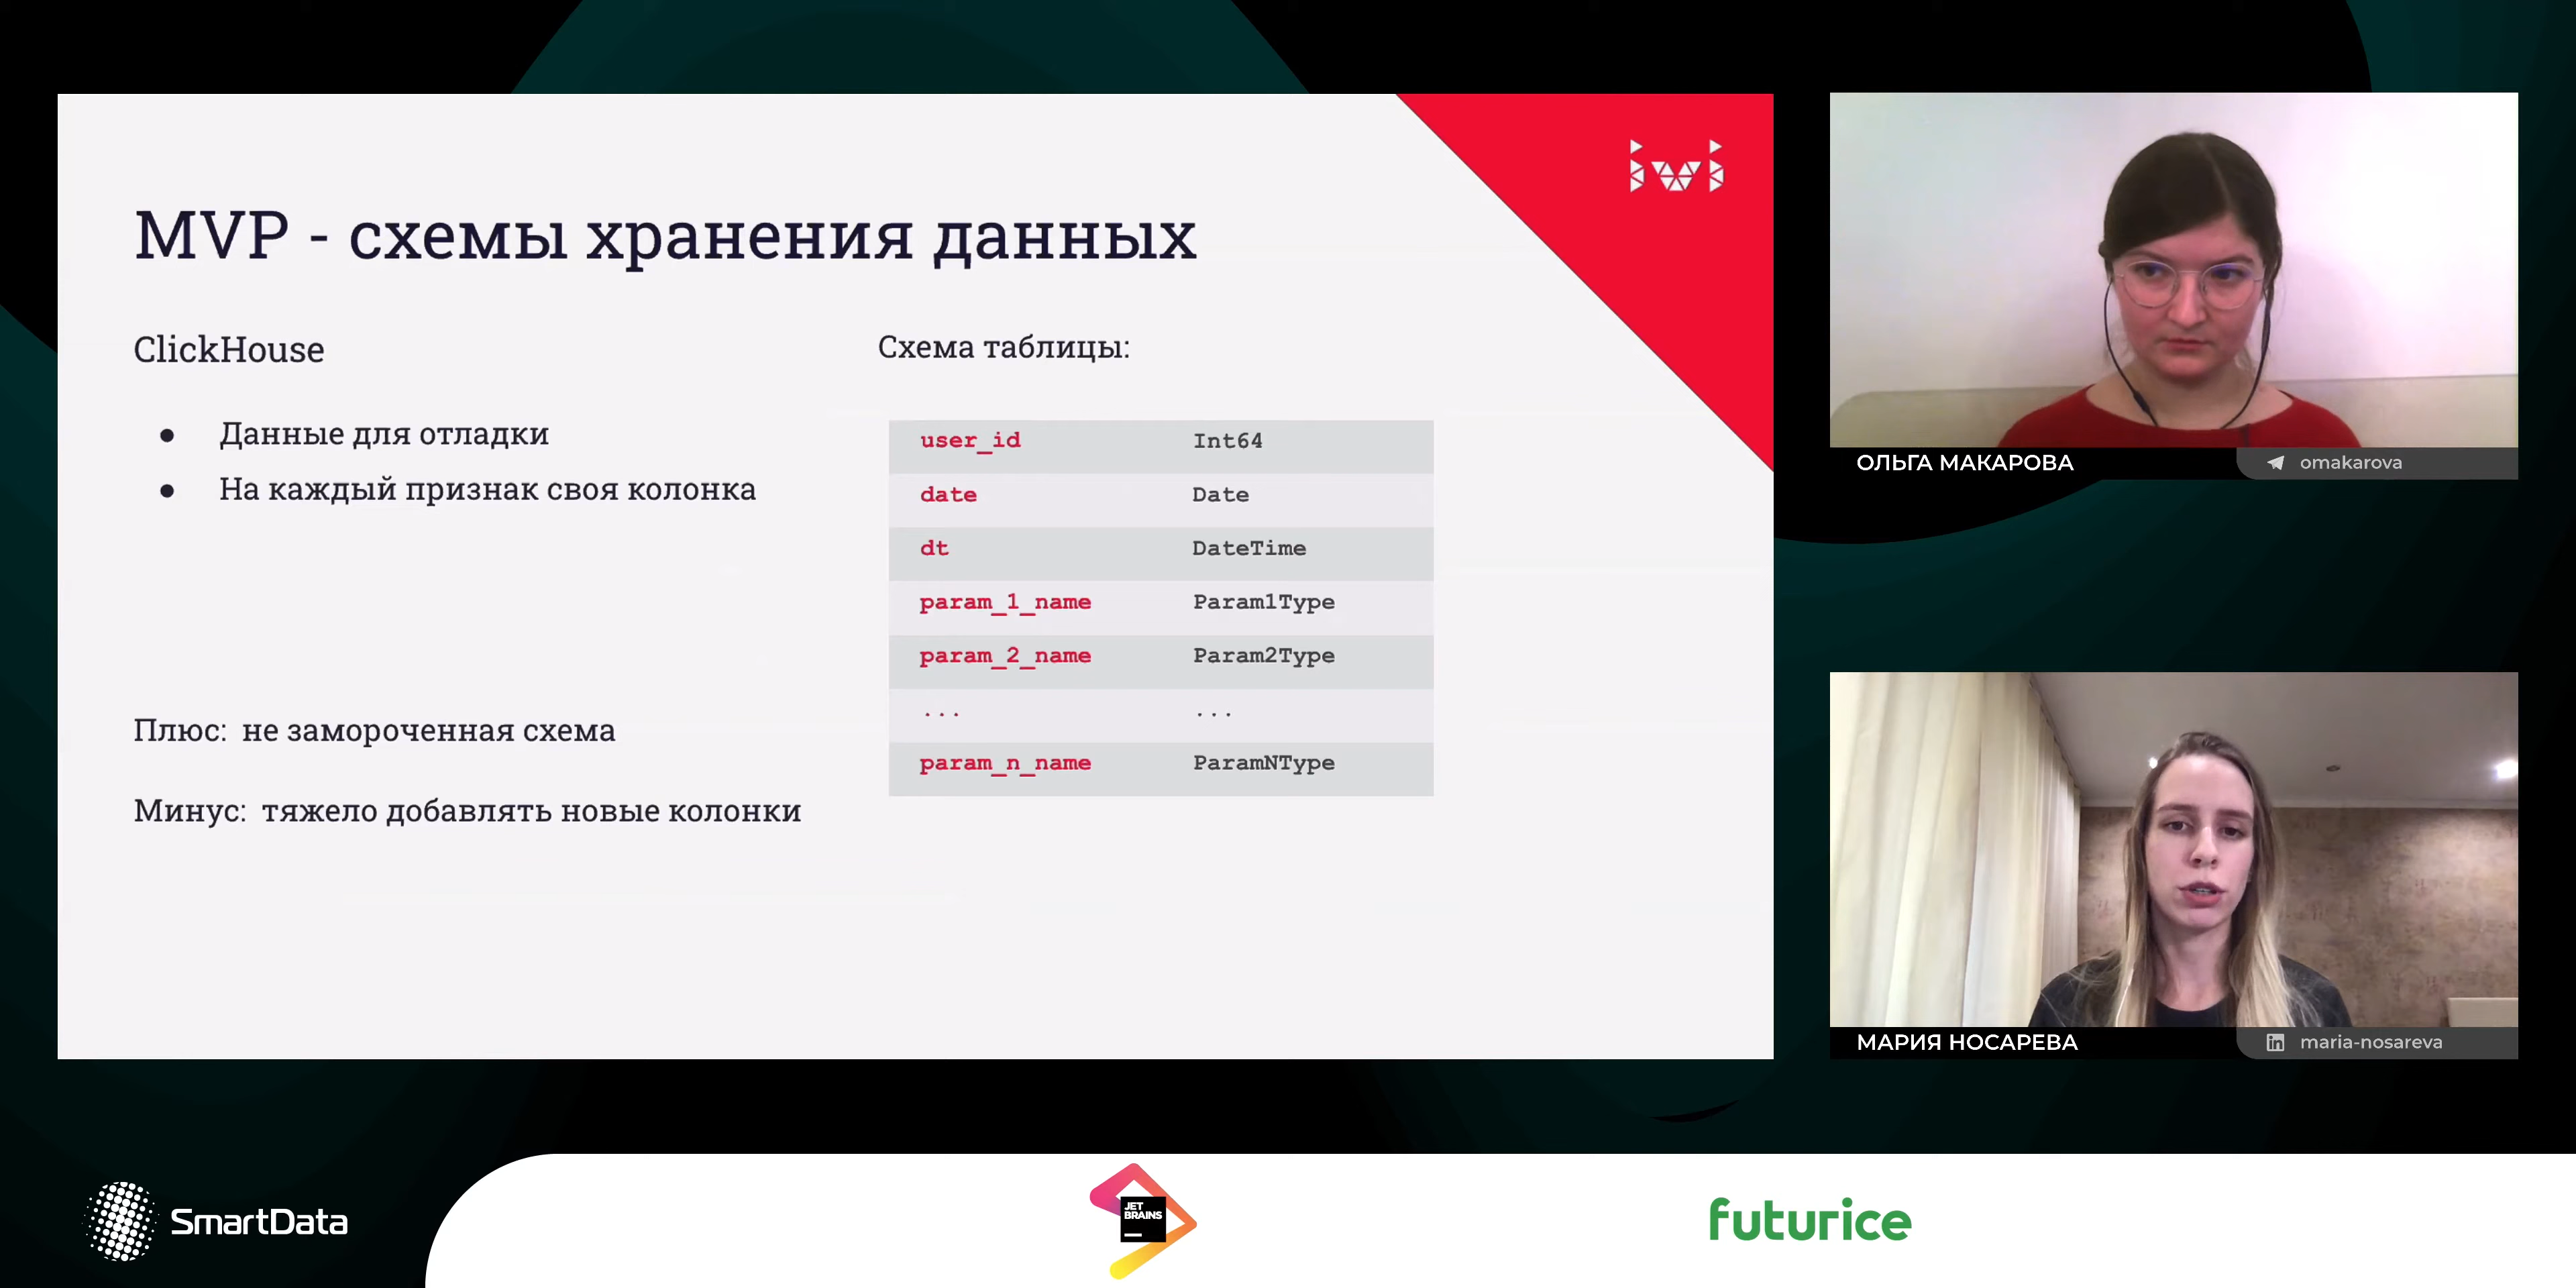 ivi
MVP - схемы хранения данных
ClickHouse
● Данные для отладки
● На каждый признак своя колонка
Плюс: не замороченная схема
Минус: тяжело добавлять новые колонки
Схема таблицы:
user_id Int64
date Date
dt DateTime
param_1_name Param1Type
param_2_name Param2Type
... ...
param_n_name ParamNType
ОЛЬГА МАКАРОВА omakarova
МАРИЯ НОСАРЕВА in maria-nosareva
SmartData
JET
BRAINS
futurice